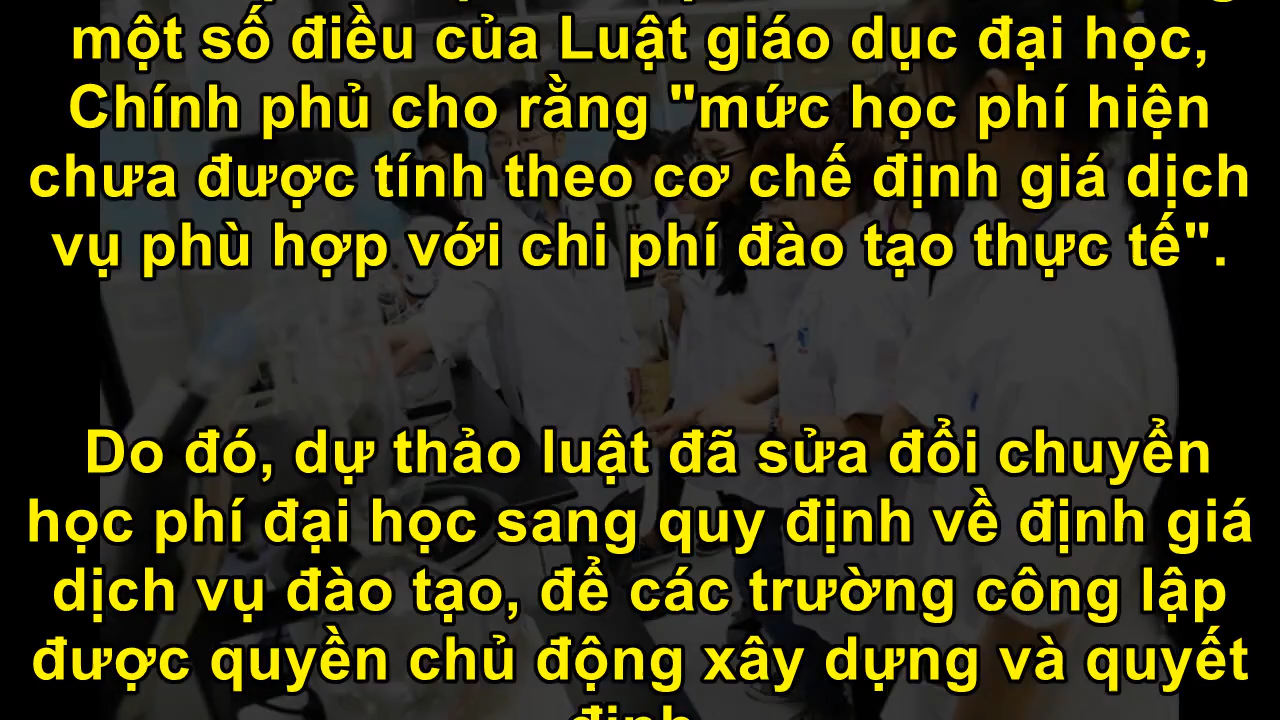 một số điều của Luật giáo dục đại học,
Chính phủ cho rằng "mức học phí hiện
chưa được tính theo cơ chế định giá dịch
vụ phù hợp với chi phí đào tạo thực tế".
Do đó, dự thảo luật đã sửa đổi chuyển
học phí đại học sang quy định về định giá
dịch vụ đào tạo, để các trường công lập
được quyền chủ động xây dựng và quyết
định